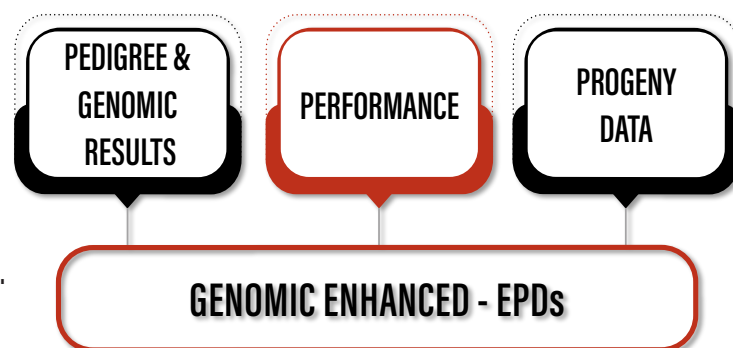 PEDIGREE &
GENOMIC
RESULTS
PERFORMANCE
PROGENY
DATA
GENOMIC ENHANCED - EPDs